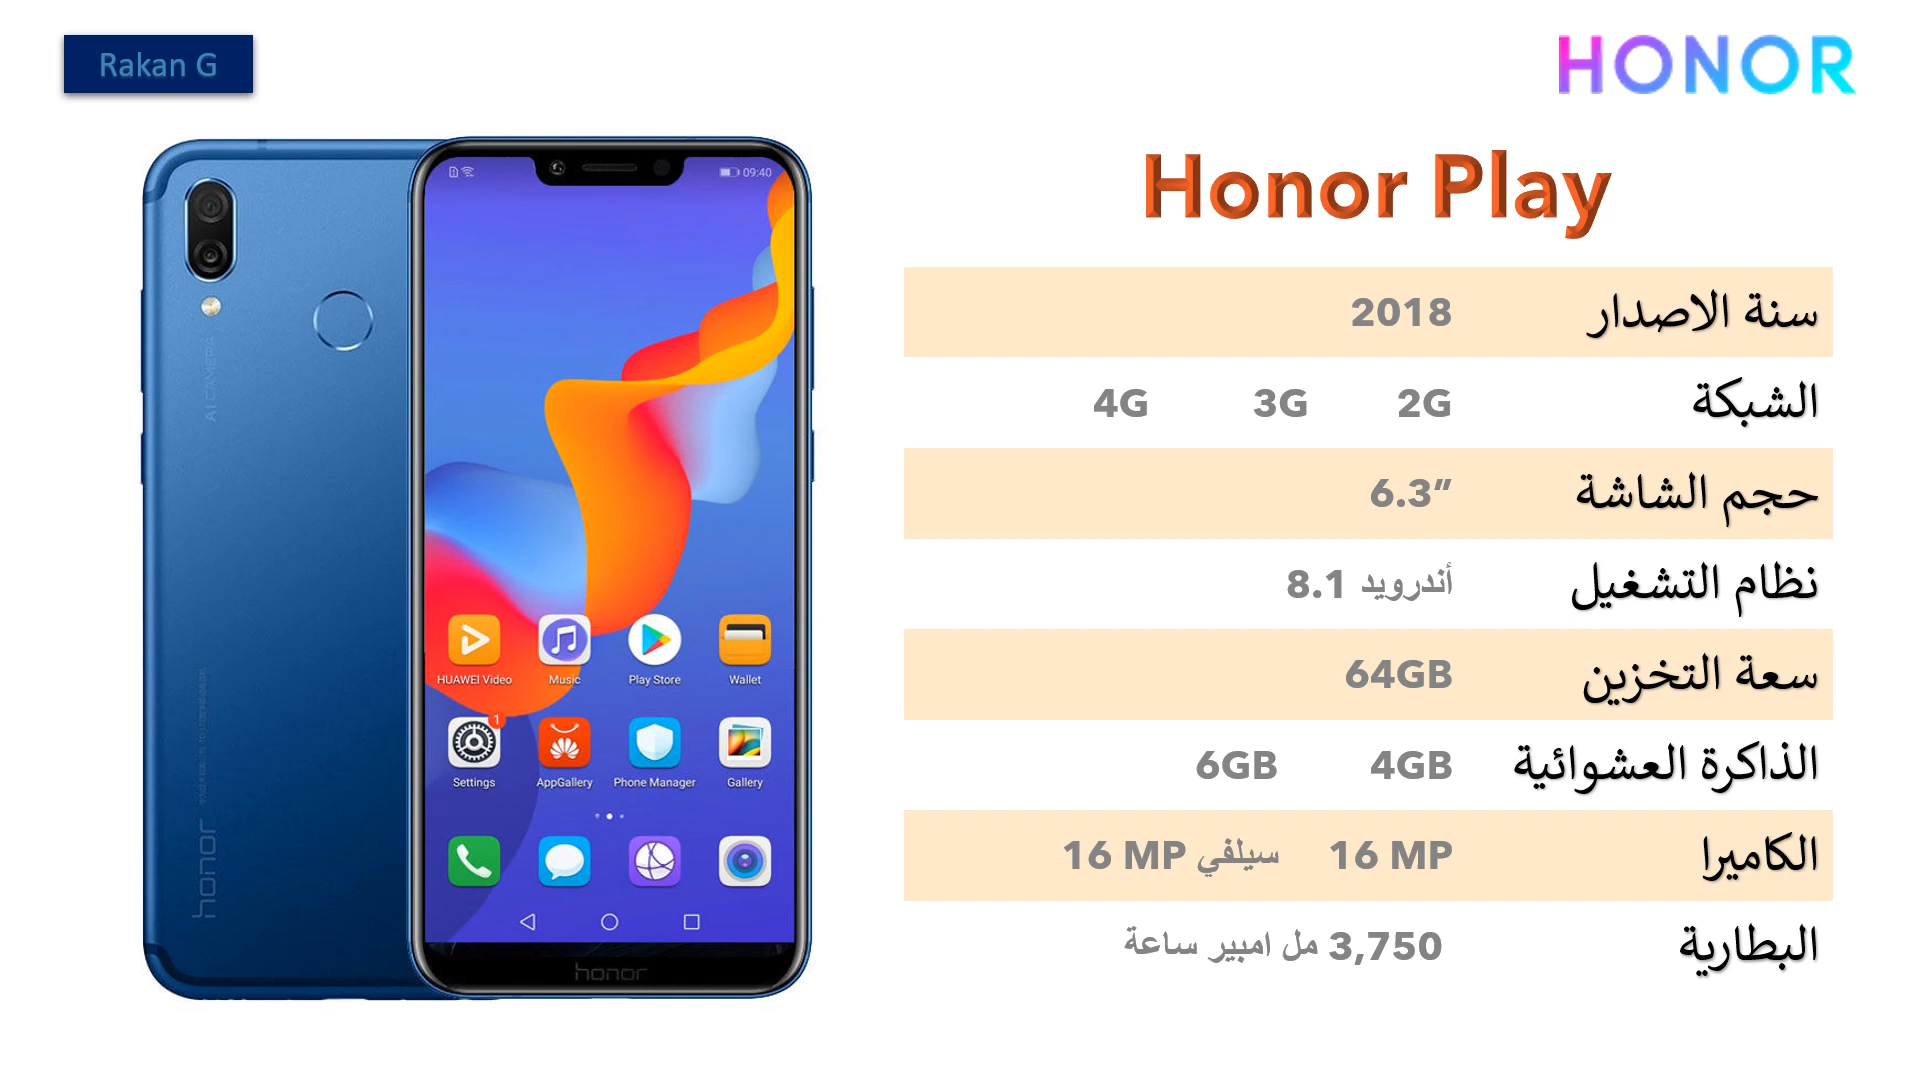 Rakan G
HONOR
Honor Play
سنة الاصدار 2018
الشبكة 2G 3G 4G
حجم الشاشة 6.3”
نظام التشغيل أندرويد 8.1
سعة التخزين 64GB
الذاكرة العشوائية 4GB 6GB
الكاميرا 16 MP سيلفي 16 MP
البطارية 3,750 مل امبير ساعة
AI CAMERA
honor
09:40
HUAWEI Video Music Play Store Wallet
1
Settings AppGallery Phone Manager Gallery
honor